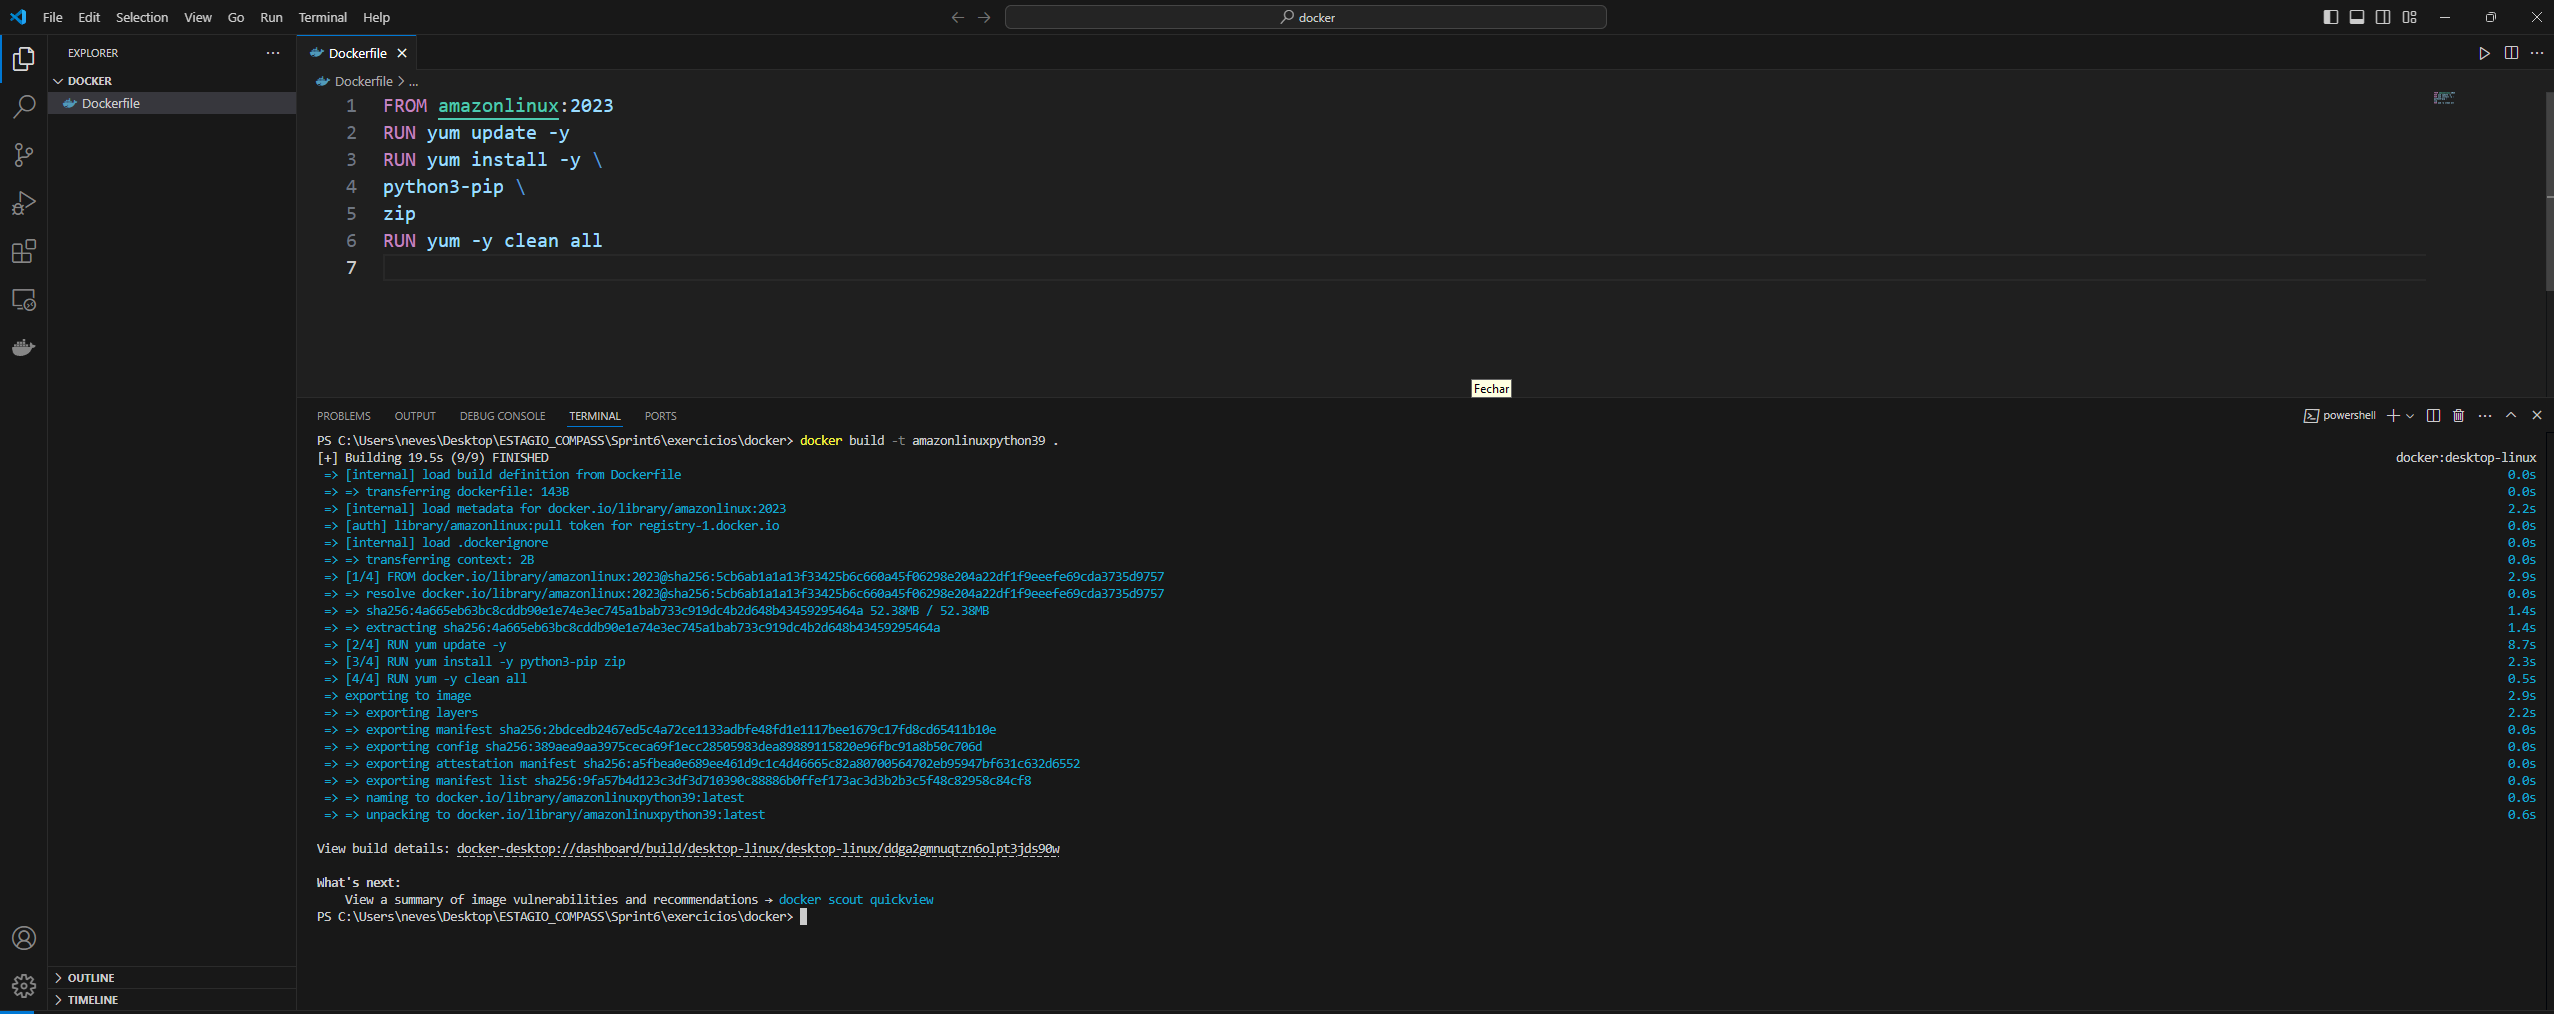 File Edit Selection View Go Run Terminal Help
docker
EXPLORER
DOCKER
Dockerfile
OUTLINE
TIMELINE
Dockerfile
Dockerfile > ...
1 FROM amazonlinux:2023
2 RUN yum update -y
3 RUN yum install -y \
4 python3-pip \
5 zip
6 RUN yum -y clean all
7
Fechar
PROBLEMS OUTPUT DEBUG CONSOLE TERMINAL PORTS
powershell
PS C:\Users\neves\Desktop\ESTAGIO_COMPASS\Sprint6\exercicios\docker> docker build -t amazonlinuxpython39 .
[+] Building 19.5s (9/9) FINISHED docker:desktop-linux
=> [internal] load build definition from Dockerfile 0.0s
=> => transferring dockerfile: 143B 0.0s
=> [internal] load metadata for docker.io/library/amazonlinux:2023 2.2s
=> [auth] library/amazonlinux:pull token for registry-1.docker.io 0.0s
=> [internal] load .dockerignore 0.0s
=> => transferring context: 2B 0.0s
=> [1/4] FROM docker.io/library/amazonlinux:2023@sha256:5cb6ab1a1a13f33425b6c660a45f06298e204a22df1f9eeefe69cda3735d9757 2.9s
=> => resolve docker.io/library/amazonlinux:2023@sha256:5cb6ab1a1a13f33425b6c660a45f06298e204a22df1f9eeefe69cda3735d9757 0.0s
=> => sha256:4a665eb63bc8cddb90e1e74e3ec745a1bab733c919dc4b2d648b43459295464a 52.38MB / 52.38MB 1.4s
=> => extracting sha256:4a665eb63bc8cddb90e1e74e3ec745a1bab733c919dc4b2d648b43459295464a 1.4s
=> [2/4] RUN yum update -y 8.7s
=> [3/4] RUN yum install -y python3-pip zip 2.3s
=> [4/4] RUN yum -y clean all 0.5s
=> exporting to image 2.9s
=> => exporting layers 2.2s
=> => exporting manifest sha256:2bdcedb2467ed5c4a72ce1133adbfe48fd1e1117bee1679c17fd8cd65411b10e 0.0s
=> => exporting config sha256:389aea9aa3975ceca69f1ecc28505983dea89889115820e96fbc91a8b50c706d 0.0s
=> => exporting attestation manifest sha256:a5fbea0e689ee461d9c1c4d46665c82a80700564702eb95947bf631c632d6552 0.0s
=> => exporting manifest list sha256:9fa57b4d123c3df3d710390c88886b0ffef173ac3d3b2b3c5f48c82958c84cf8 0.0s
=> => naming to docker.io/library/amazonlinuxpython39:latest 0.0s
=> => unpacking to docker.io/library/amazonlinuxpython39:latest 0.6s
View build details: docker-desktop://dashboard/build/desktop-linux/desktop-linux/ddga2gmnuqtzn6olpt3jds90w
What's next:
View a summary of image vulnerabilities and recommendations → docker scout quickview
PS C:\Users\neves\Desktop\ESTAGIO_COMPASS\Sprint6\exercicios\docker>